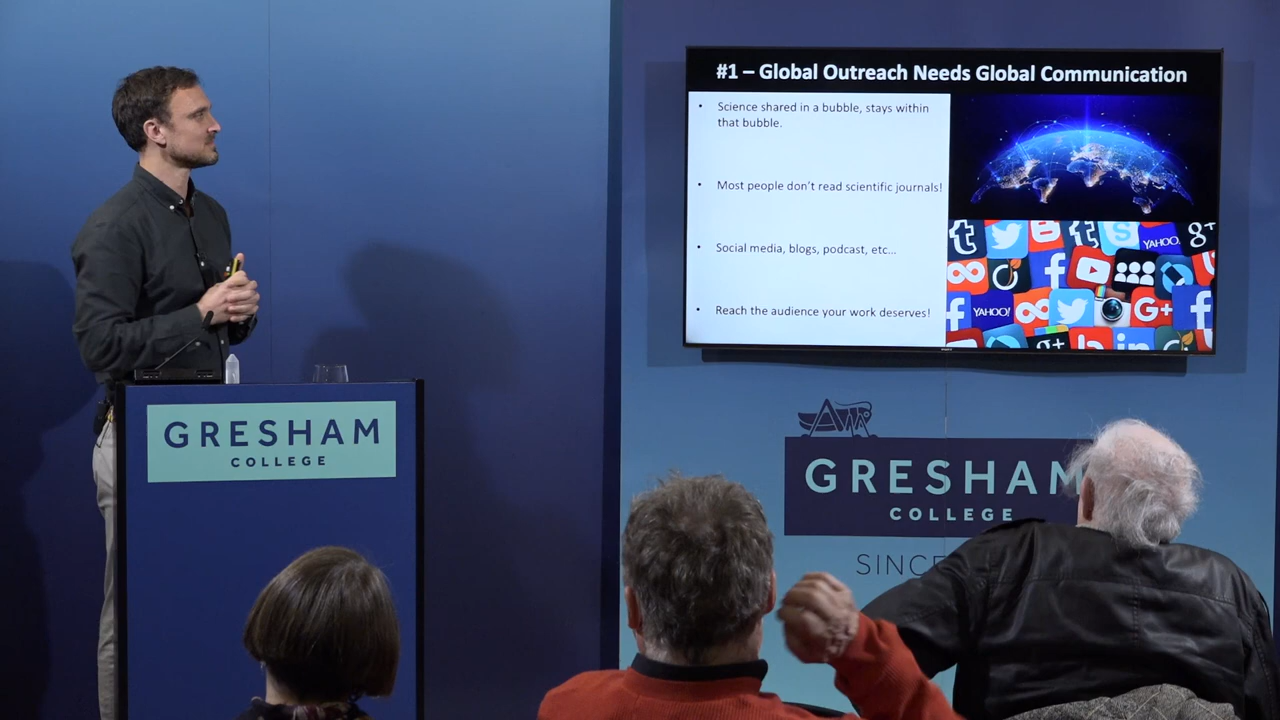 #1 – Global Outreach Needs Global Communication
• Science shared in a bubble, stays within
that bubble.
• Most people don't read scientific journals!
• Social media, blogs, podcast, etc...
• Reach the audience your work deserves!
YAHOO!
g+
YAHOO!
G+
g+
in
GRESHAM
COLLEGE
GRESHAM
COLLEGE
SINCE